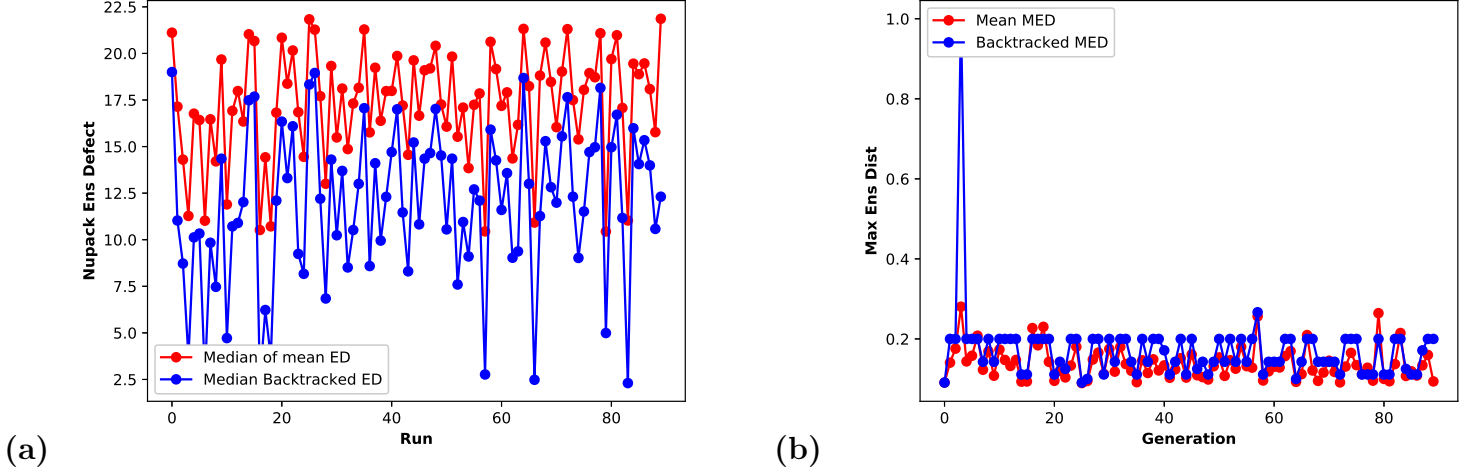 22.5
20.0
17.5
15.0
12.5
10.0
7.5
5.0
2.5
Nupack Ens Defect
Median of mean ED
Median Backtracked ED
0 20 40 60 80
Run
(a)
1.0
0.8
0.6
0.4
0.2
Max Ens Dist
Mean MED
Backtracked MED
0 20 40 60 80
Generation
(b)